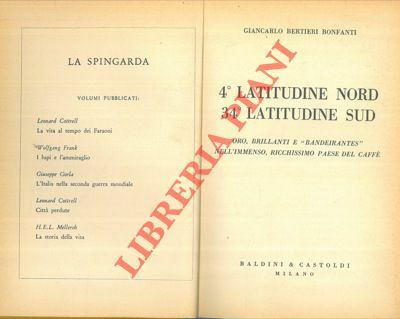 LA SPINGARDA
VOLUMI PUBBLICATI:
Leonard Cottrell
La vita al tempo dei Faraoni
Wolfgang Frank
I lupi e l'ammiraglio
Giuseppe Gorla
L'Italia nella seconda guerra mondiale
Leonard Cottrell
Città perdute
H.E.L. Mellersh
La storia della vita
GIANCARLO BERTIERI BONFANTI
4° LATITUDINE NORD
34° LATITUDINE SUD
ORO, BRILLANTI E "BANDEIRANTES"
NELL'IMMENSO, RICCHISSIMO PAESE DEL CAFFÈ
BALDINI & CASTOLDI
MILANO
LIBRERIA PIANI